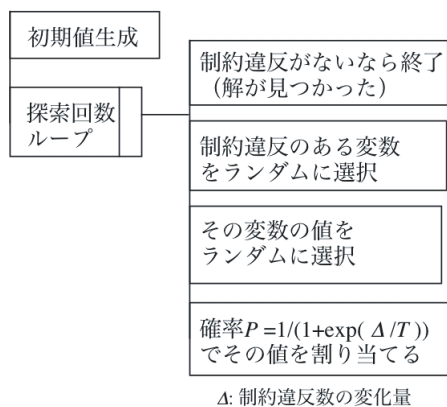 初期値生成
探索回数
ループ
制約違反がないなら終了
（解が見つかった）
制約違反のある変数
をランダムに選択
その変数の値を
ランダムに選択
確率P =1/(1+exp( Δ/T))
でその値を割り当てる
Δ: 制約違反数の変化量